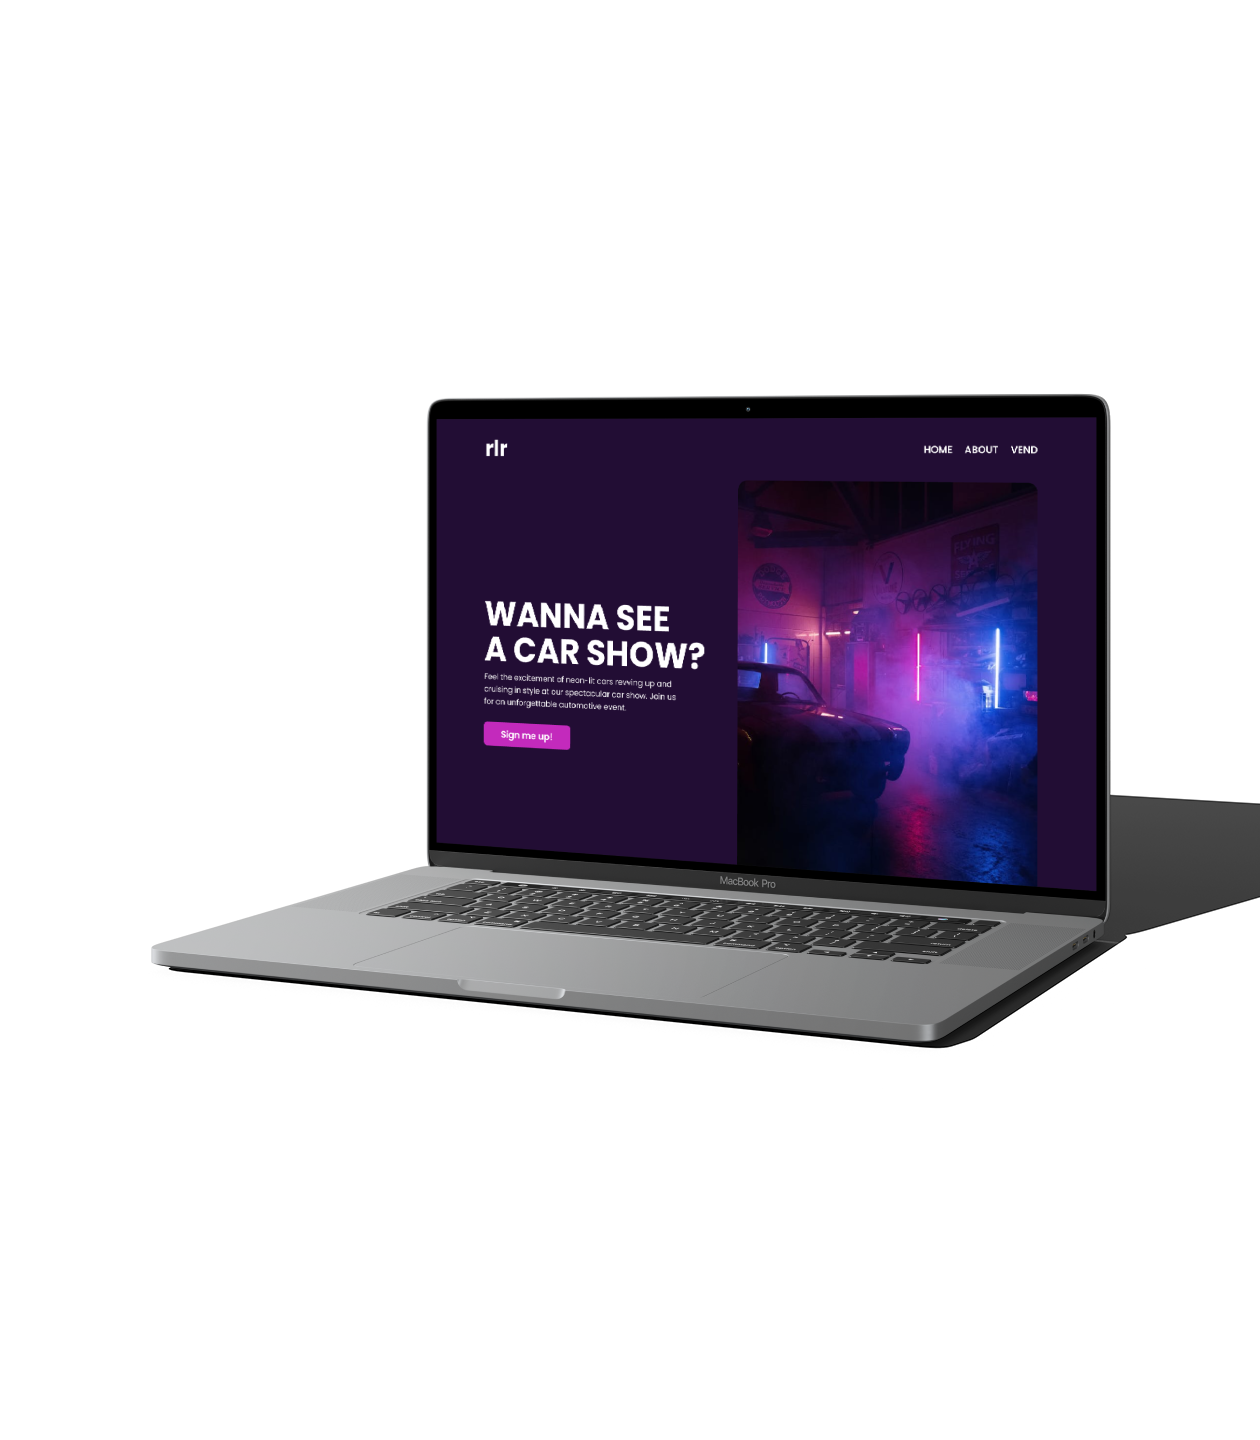 rlr
HOME ABOUT VEND
FLYING
WANNA SEE
A CAR SHOW?
Feel the excitement of neon-lit cars revving up and
cruising in style at our spectacular car show. Join us
for an unforgettable automotive event.
Sign me up!
MacBook Pro